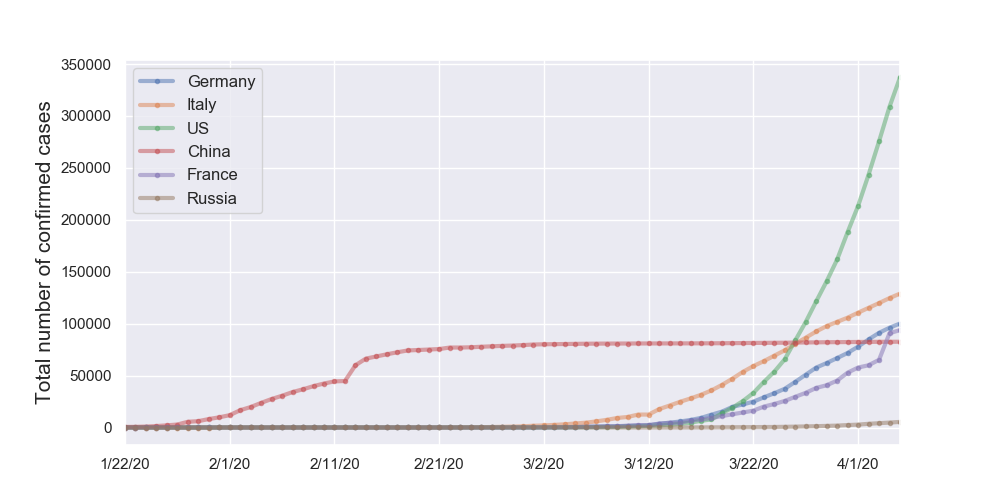 Total number of confirmed cases
350000
300000
250000
200000
150000
100000
50000
0
Germany
Italy
US
China
France
Russia
1/22/20 2/1/20 2/11/20 2/21/20 3/2/20 3/12/20 3/22/20 4/1/20